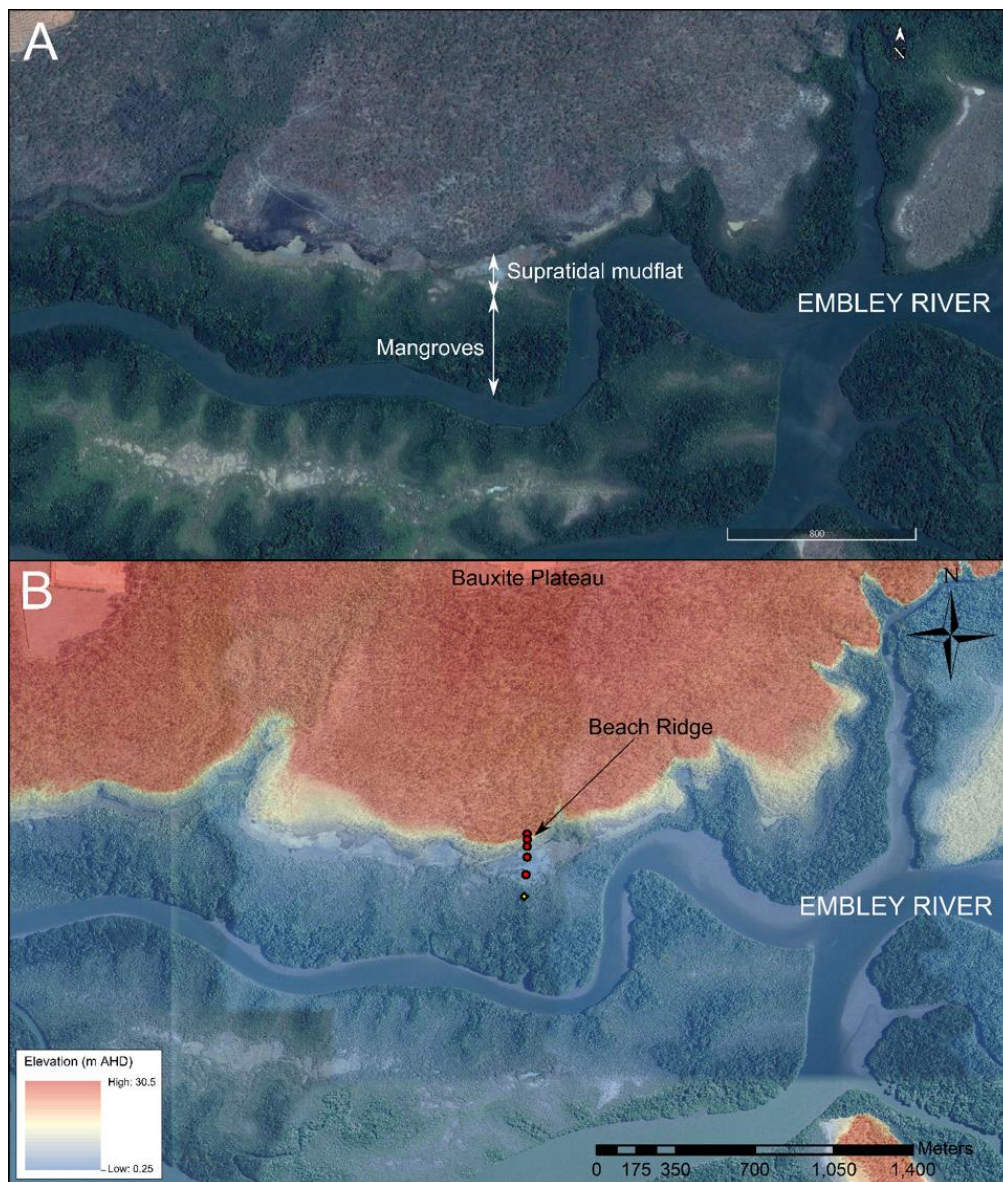 A
N
Supratidal mudflat
EMBLEY RIVER
Mangroves
800
B
Bauxite Plateau
N
Beach Ridge
EMBLEY RIVER
Elevation (m AHD)
High: 30.5
Low: 0.25
Meters
0 175 350 700 1,050 1,400